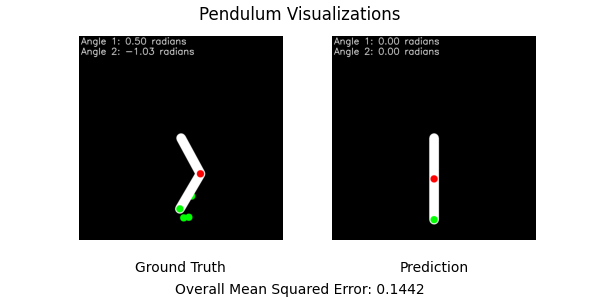 Pendulum Visualizations
Angle 1: 0.50 radians
Angle 2: −1.03 radians
Angle 1: 0.00 radians
Angle 2: 0.00 radians
Ground Truth
Prediction
Overall Mean Squared Error: 0.1442